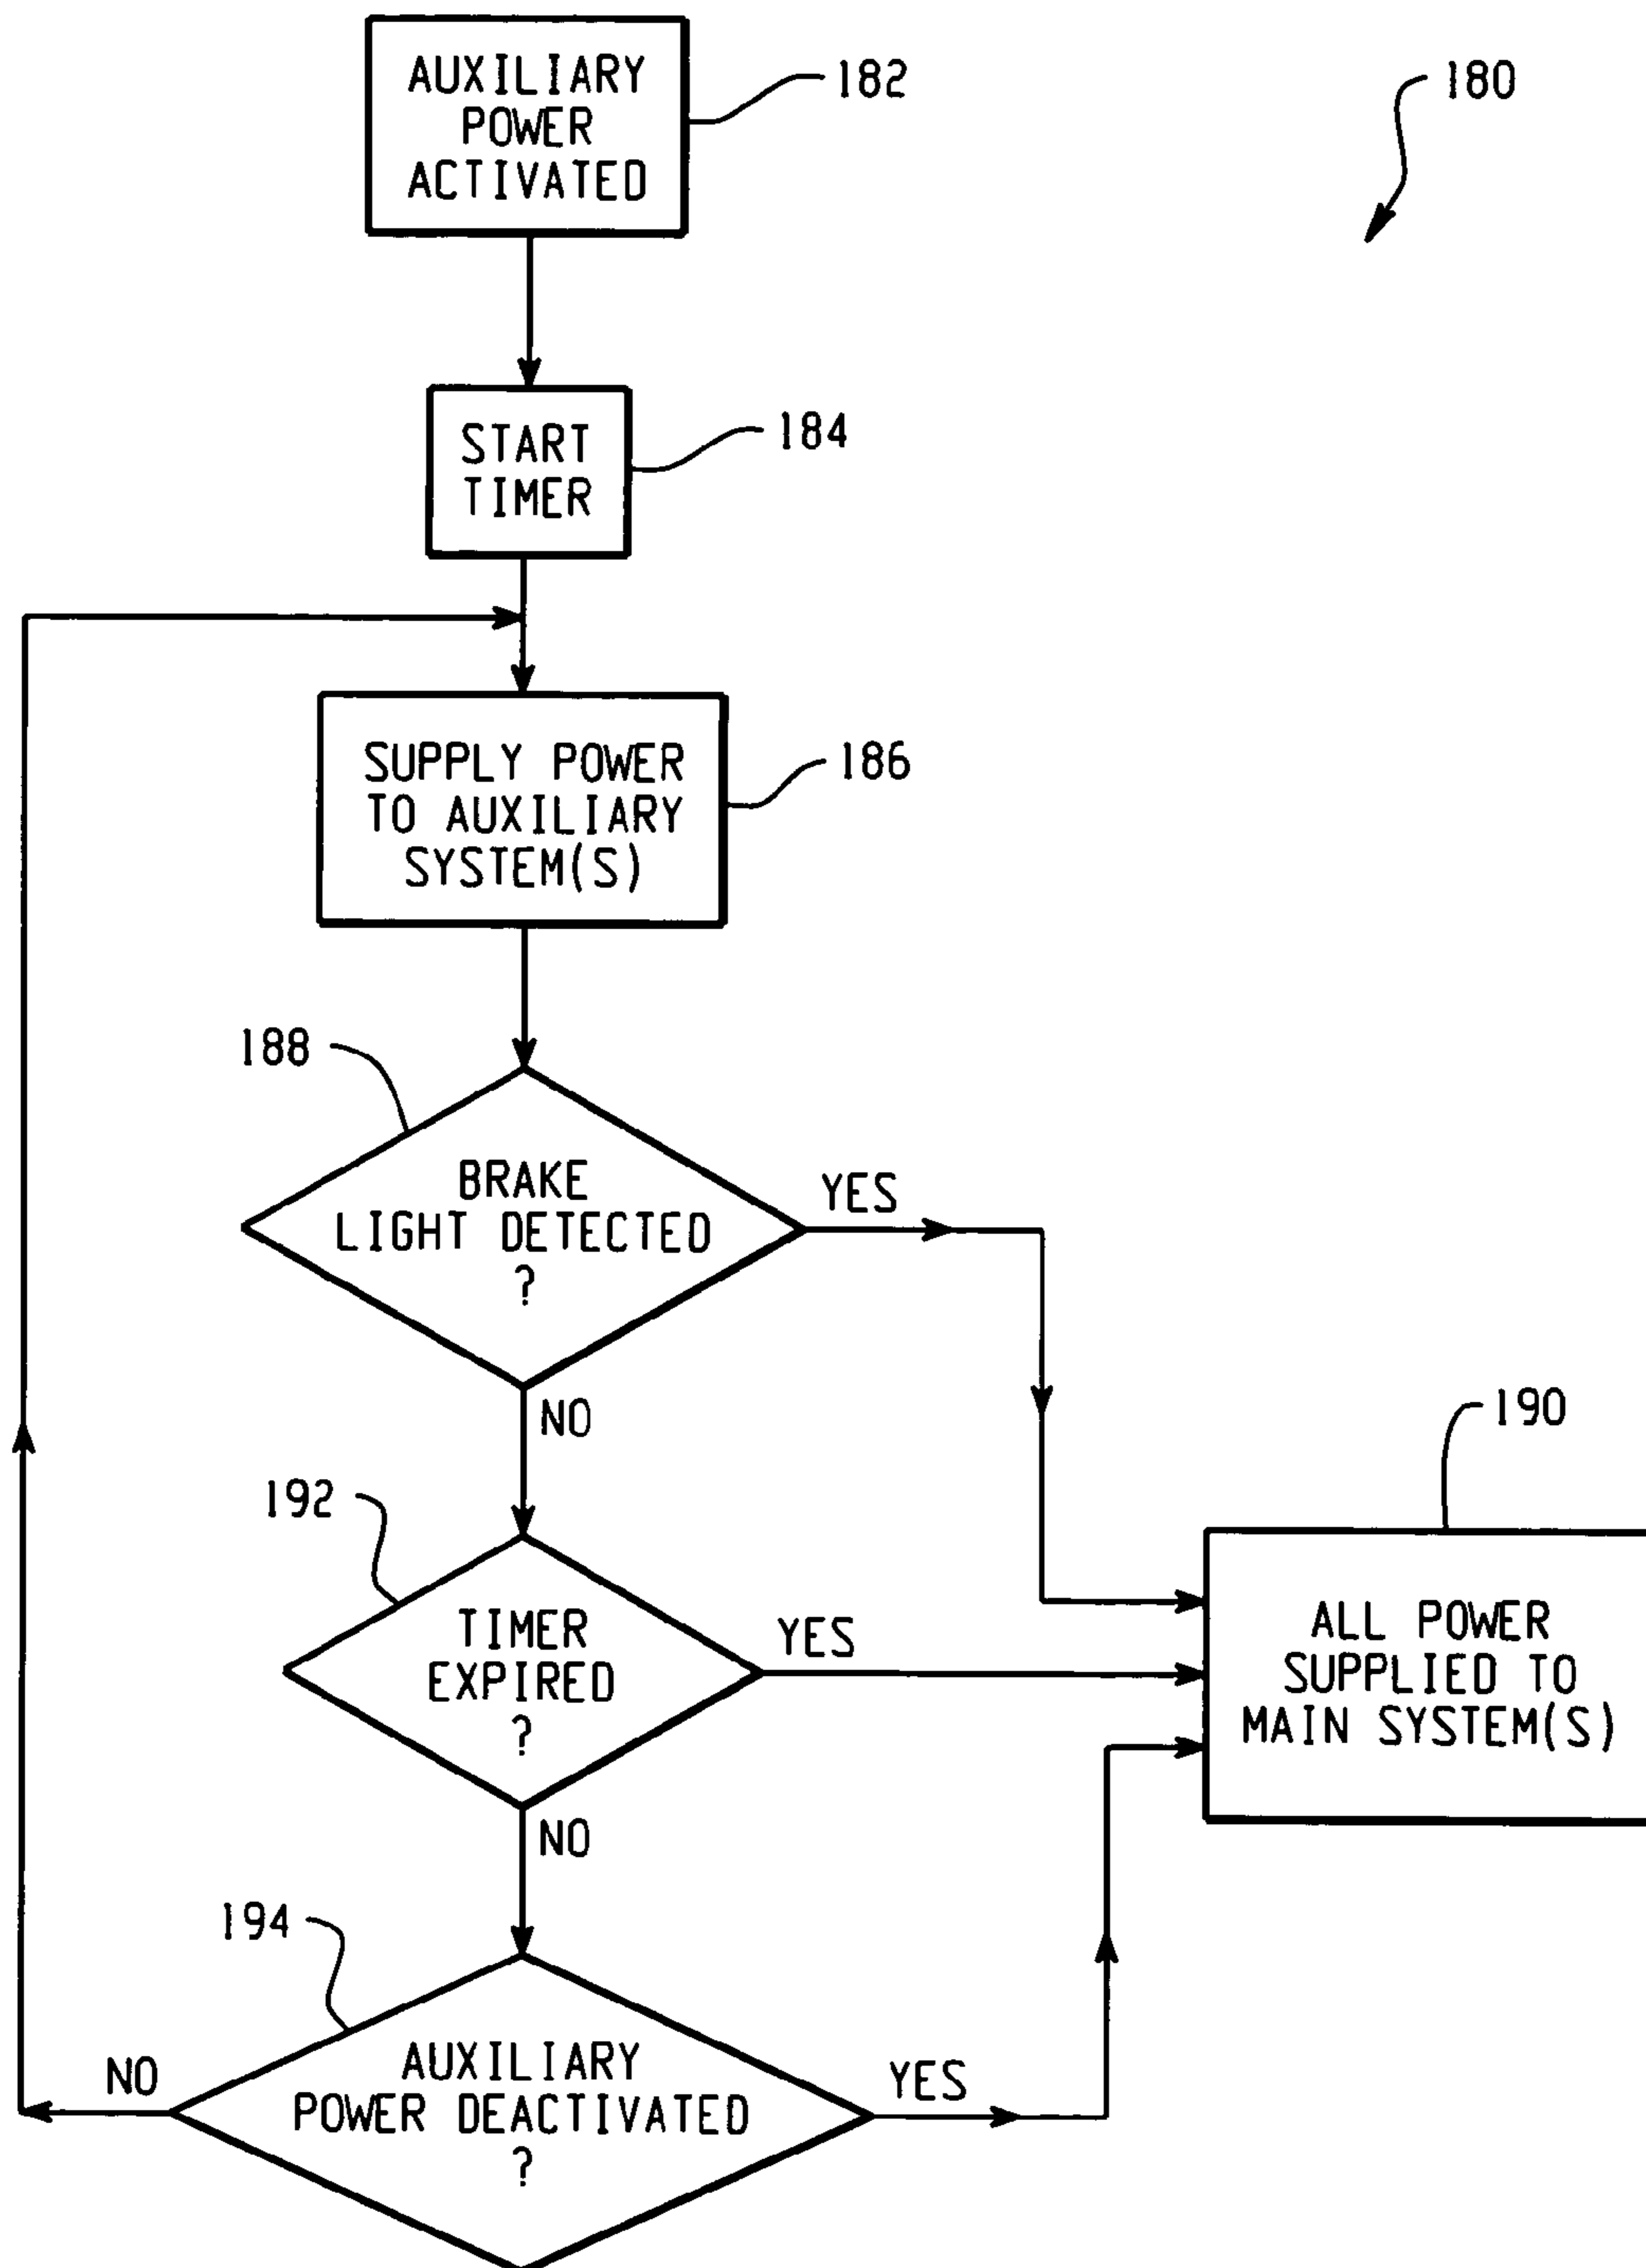 AUXILIARY
POWER
ACTIVATED
182
180
START
TIMER
184
SUPPLY POWER
TO AUXILIARY
SYSTEM(S)
186
188
BRAKE
LIGHT DETECTED
?
YES
NO
190
192
TIMER
EXPIRED
?
YES
ALL POWER
SUPPLIED TO
MAIN SYSTEM(S)
NO
194
AUXILIARY
POWER DEACTIVATED
?
NO
YES